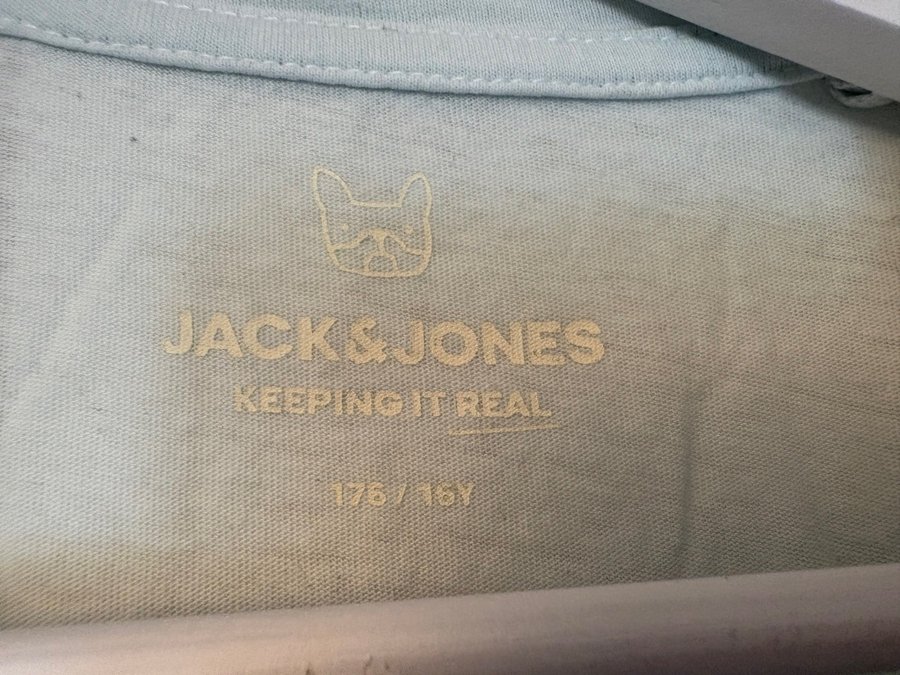 JACK&JONES
KEEPING IT REAL
176 / 16Y